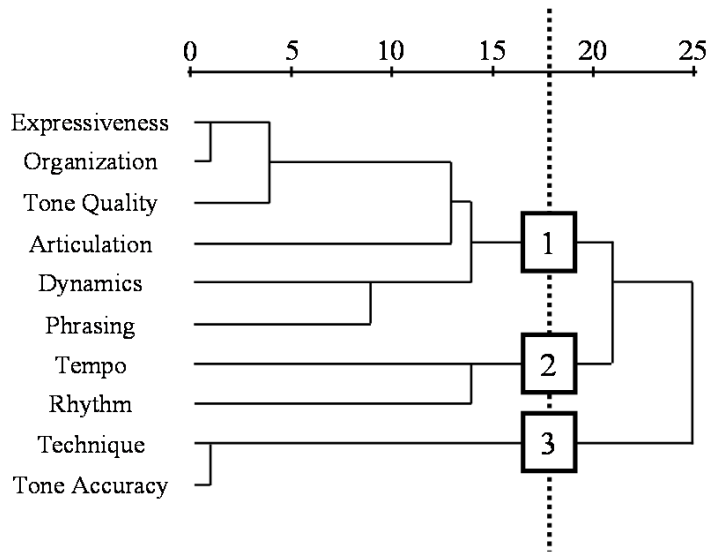 0 5 10 15 20 25
Expressiveness
Organization
Tone Quality
Articulation
1
Dynamics
Phrasing
Tempo
2
Rhythm
Technique
3
Tone Accuracy